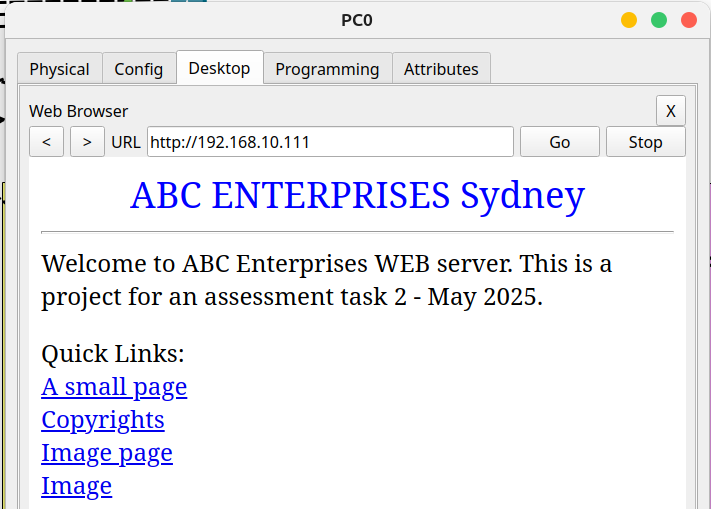 PC0
Physical Config Desktop Programming Attributes
Web Browser X
< > URL http://192.168.10.111 Go Stop
ABC ENTERPRISES Sydney
Welcome to ABC Enterprises WEB server. This is a
project for an assessment task 2 - May 2025.
Quick Links:
A small page
Copyrights
Image page
Image